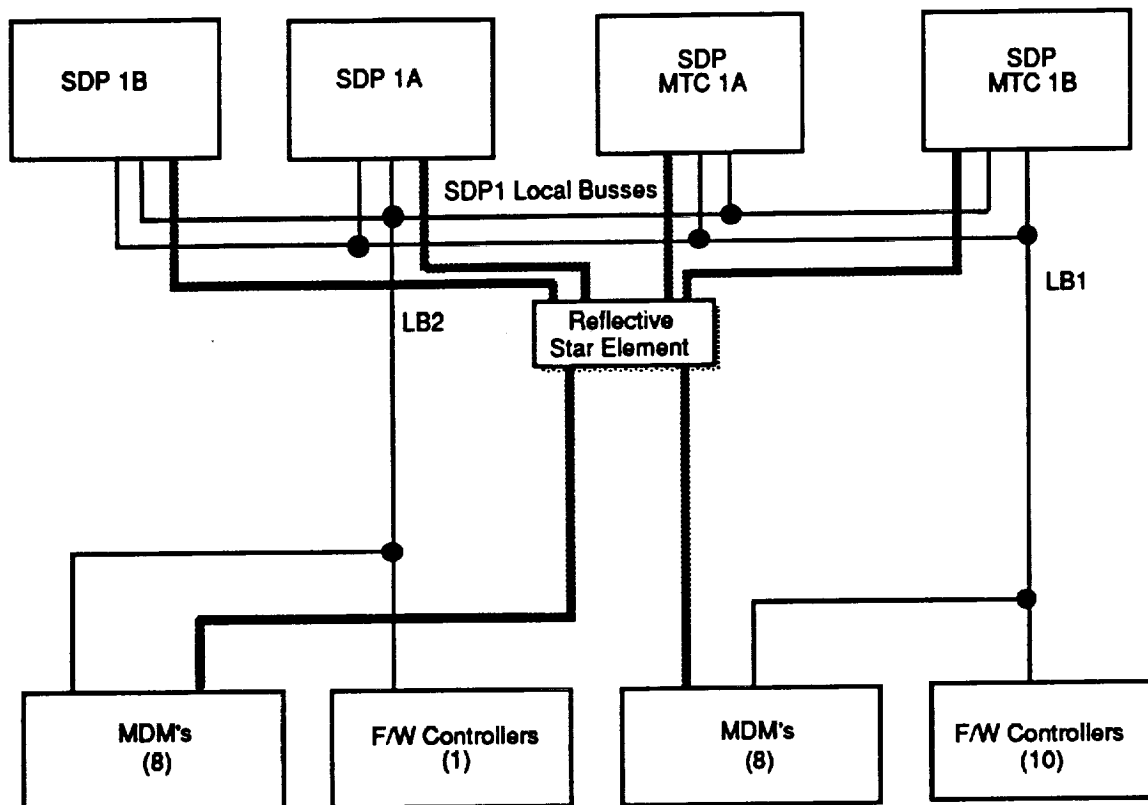 SDP 1B
SDP 1A
SDP
MTC 1A
SDP
MTC 1B
SDP1 Local Busses
LB1
LB2
Reflective
Star Element
MDM's
(8)
F/W Controllers
(1)
MDM's
(8)
F/W Controllers
(10)